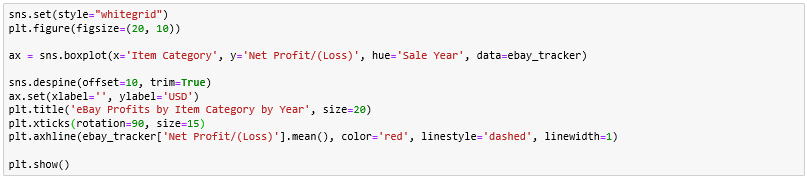 sns.set(style="whitegrid")
plt.figure(figsize=(20, 10))
ax = sns.boxplot(x='Item Category', y='Net Profit/(Loss)', hue='Sale Year', data=ebay_tracker)
sns.despine(offset=10, trim=True)
ax.set(xlabel='', ylabel='USD')
plt.title('eBay Profits by Item Category by Year', size=20)
plt.xticks(rotation=90, size=15)
plt.axhline(ebay_tracker['Net Profit/(Loss)'].mean(), color='red', linestyle='dashed', linewidth=1)
plt.show()